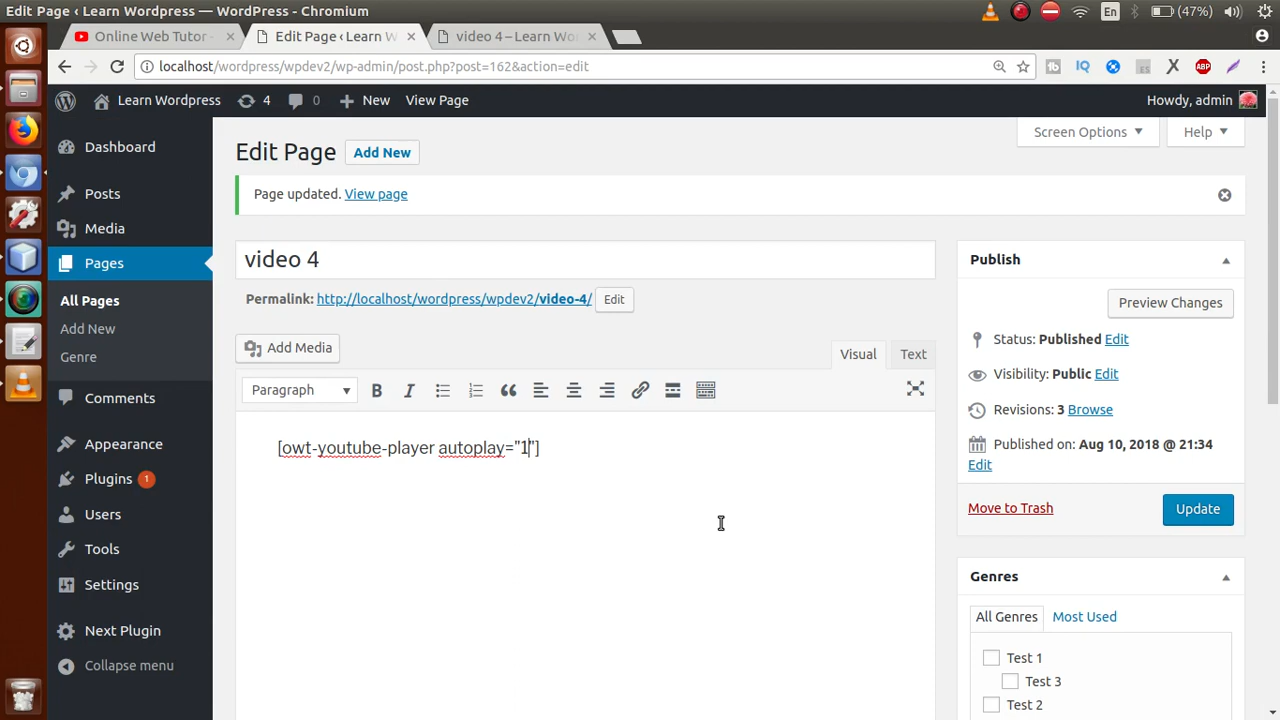 Edit Page ‹ Learn WordPress — WordPress - Chromium
En
(47%)
Online Web Tutor -
Edit Page ‹ Learn W
video 4 – Learn Wor
localhost/wordpress/wpdev2/wp-admin/post.php?post=162&action=edit
IQ
ABP
Learn Wordpress
4
0
New
View Page
Howdy, admin
Dashboard
Posts
Media
Pages
All Pages
Add New
Genre
Comments
Appearance
Plugins 1
Users
Tools
Settings
Next Plugin
Collapse menu
Screen Options
Help
Edit Page
Add New
Page updated. View page
video 4
Permalink: http://localhost/wordpress/wpdev2/video-4/
Edit
Add Media
Visual
Text
Paragraph
B
I
[owt-youtube-player autoplay="1"]
Publish
Preview Changes
Status: Published Edit
Visibility: Public Edit
Revisions: 3 Browse
Published on: Aug 10, 2018 @ 21:34
Edit
Move to Trash
Update
Genres
All Genres
Most Used
Test 1
Test 3
Test 2